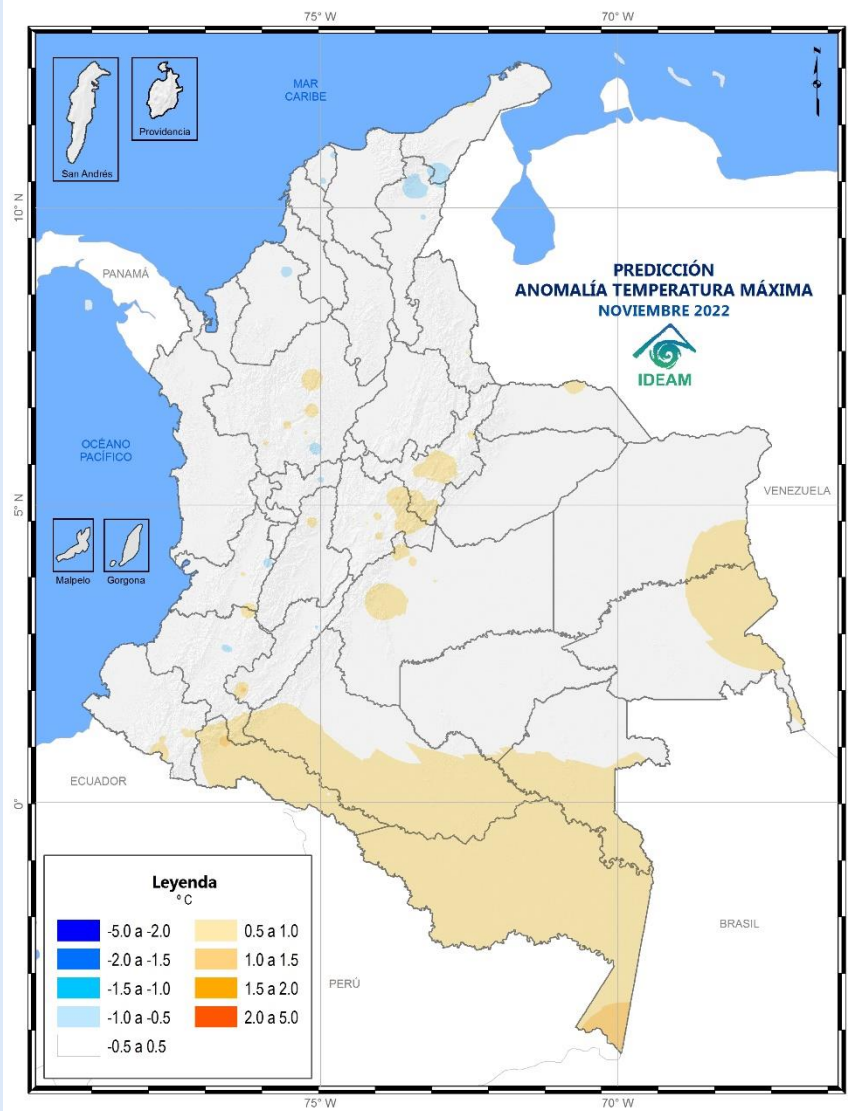 75° W
70° W
MAR
CARIBE
N
Providencia
San Andrés
10° N
PANAMÁ
PREDICCIÓN
ANOMALÍA TEMPERATURA MÁXIMA
NOVIEMBRE 2022
IDEAM
OCÉANO
PACÍFICO
VENEZUELA
5° N
Malpelo
Gorgona
ECUADOR
0°
Leyenda
° C
-5.0 a -2.0
-2.0 a -1.5
-1.5 a -1.0
-1.0 a -0.5
-0.5 a 0.5
0.5 a 1.0
1.0 a 1.5
1.5 a 2.0
2.0 a 5.0
BRASIL
PERÚ
75° W
70° W